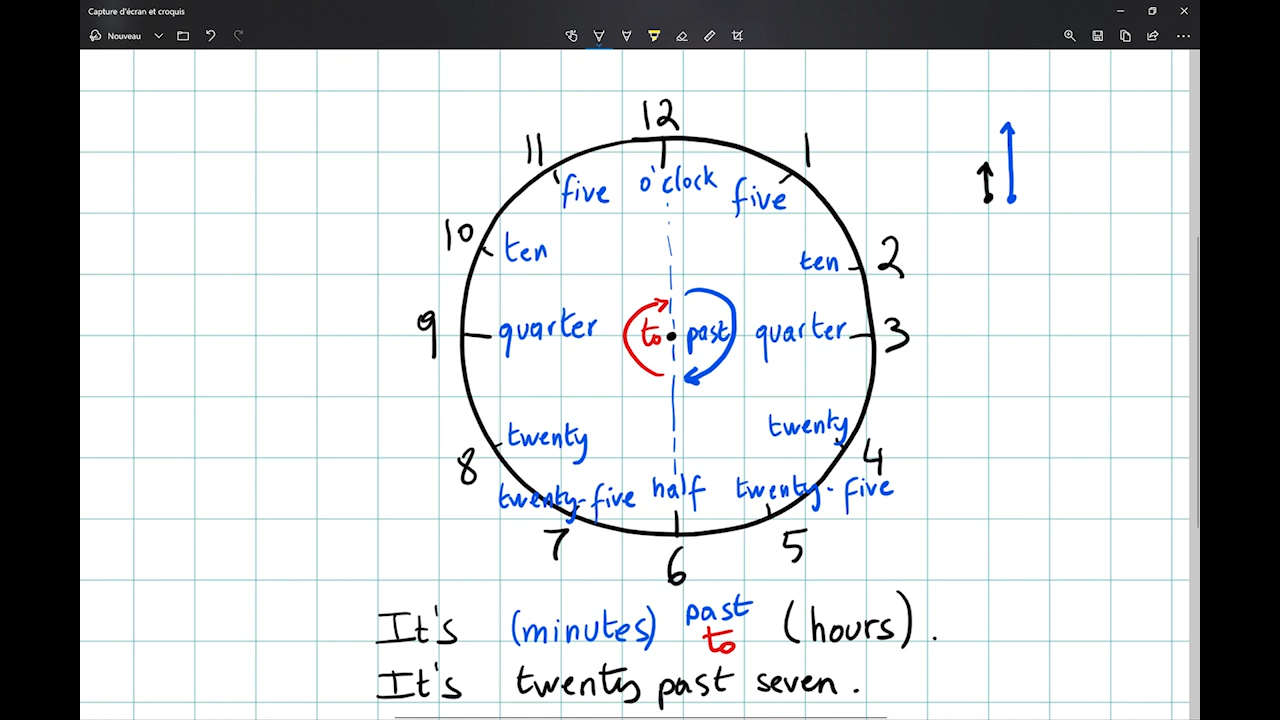 Capture d'écran et croquis
Nouveau
12
11 1
o'clock
five five
10 2
ten ten
9 quarter to past quarter 3
twenty twenty
8 4
twenty-five half twenty-five
7 5
6
It's (minutes) past (hours).
to
It's twenty past seven.